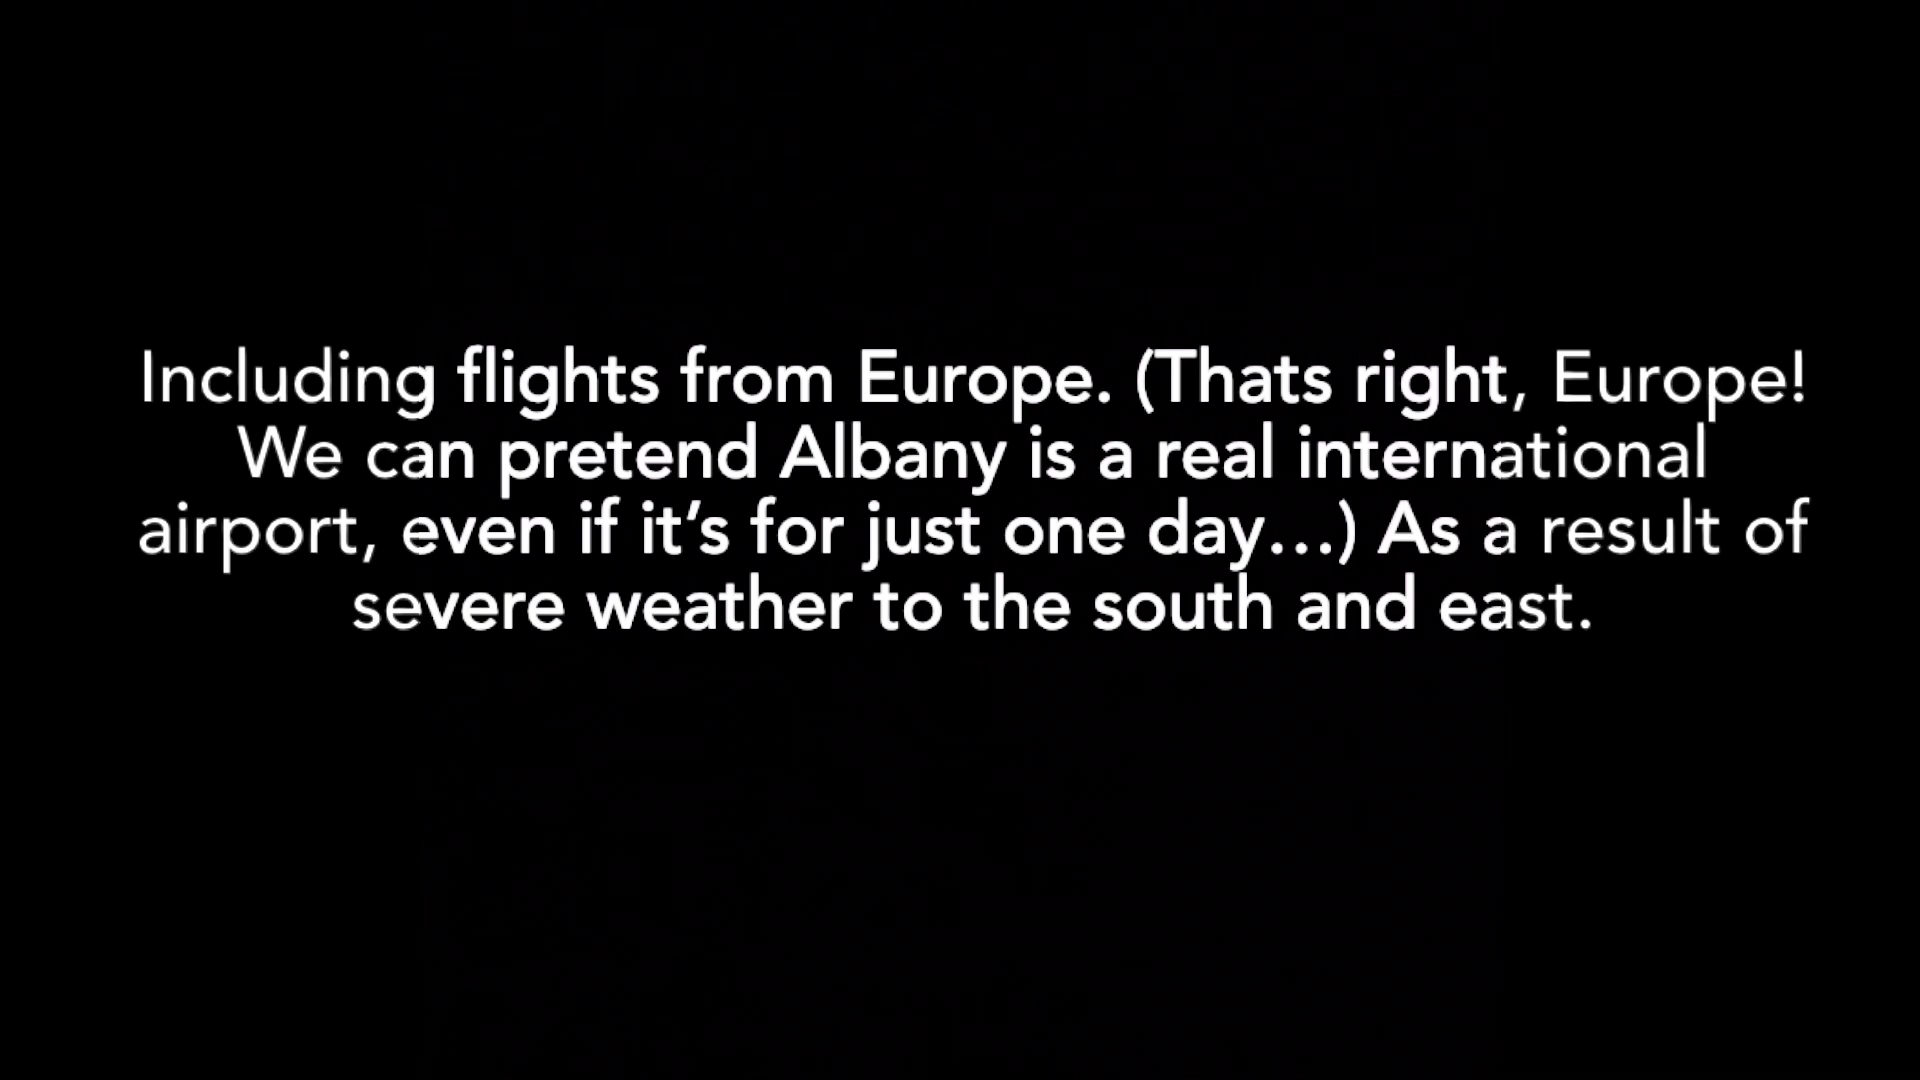 Including flights from Europe. (Thats right, Europe!
We can pretend Albany is a real international
airport, even if it’s for just one day…) As a result of
severe weather to the south and east.